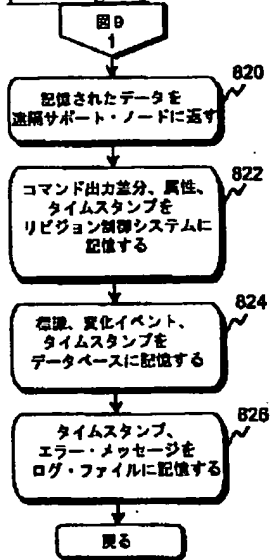 図9
1
820
記憶されたデータを
遠隔サポート・ノードに返す
822
コマンド出力差分、属性、
タイムスタンプを
リビジョン制御システムに
記憶する
824
標識、変化イベント、
タイムスタンプを
データベースに記憶する
826
タイムスタンプ、
エラー・メッセージを
ログ・ファイルに記憶する
戻る